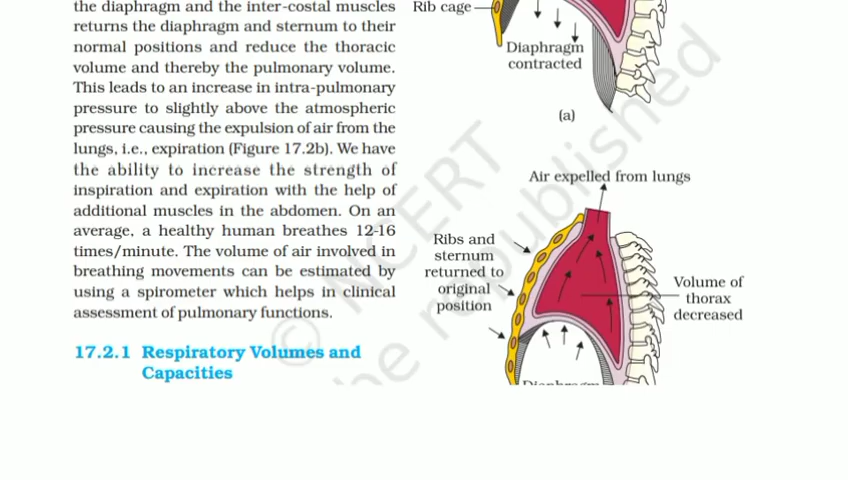 the diaphragm and the inter-costal muscles
returns the diaphragm and sternum to their
normal positions and reduce the thoracic
volume and thereby the pulmonary volume.
This leads to an increase in intra-pulmonary
pressure to slightly above the atmospheric
pressure causing the expulsion of air from the
lungs, i.e., expiration (Figure 17.2b). We have
the ability to increase the strength of
inspiration and expiration with the help of
additional muscles in the abdomen. On an
average, a healthy human breathes 12-16
times/minute. The volume of air involved in
breathing movements can be estimated by
using a spirometer which helps in clinical
assessment of pulmonary functions.
17.2.1 Respiratory Volumes and
Capacities
Rib cage
Diaphragm
contracted
(a)
Air expelled from lungs
Ribs and
sternum
returned to
original
position
Volume of
thorax
decreased
© NCERT
be republished